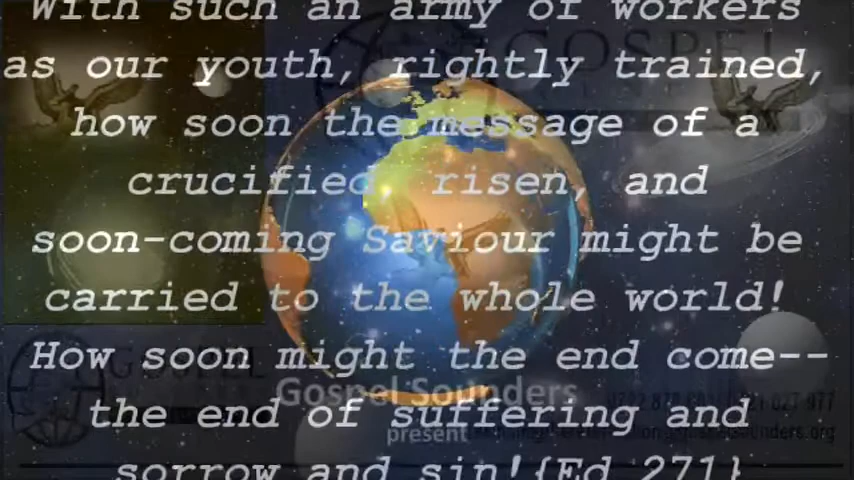 With such an army of workers
as our youth, rightly trained,
how soon the message of a
crucified, risen, and
soon-coming Saviour might be
carried to the whole world!
How soon might the end come--
the end of suffering and
sorrow and sin!{Ed 271}
GOSPEL
Gospel Sounders
present